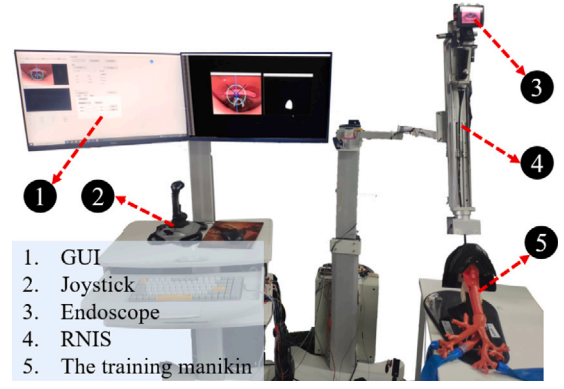 1
2
3
4
5
1. GUI
2. Joystick
3. Endoscope
4. RNIS
5. The training manikin